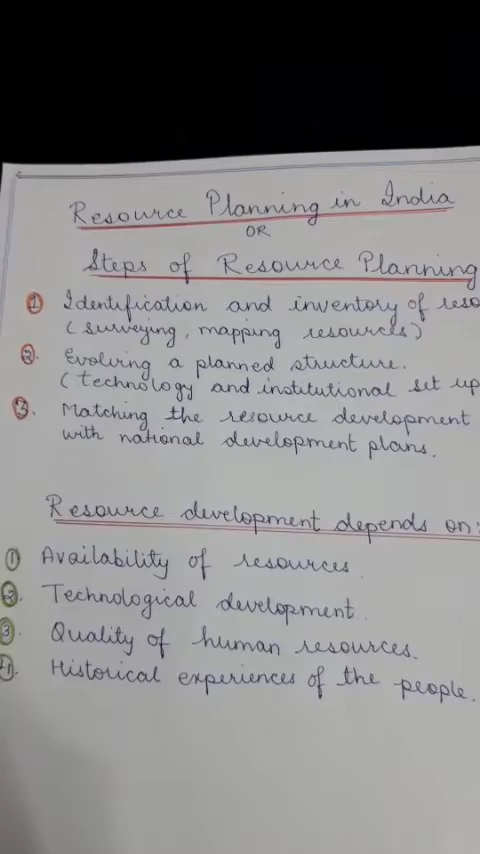 Resource Planning in India
OR
Steps of Resource Planning
1 Identification and inventory of reso
(surveying, mapping resources)
2. Evolving a planned structure.
(technology and institutional set up
3. Matching the resource development
with national development plans.
Resource development depends on:
1 Availability of resources
2. Technological development.
3 Quality of human resources.
4. Historical experiences of the people.